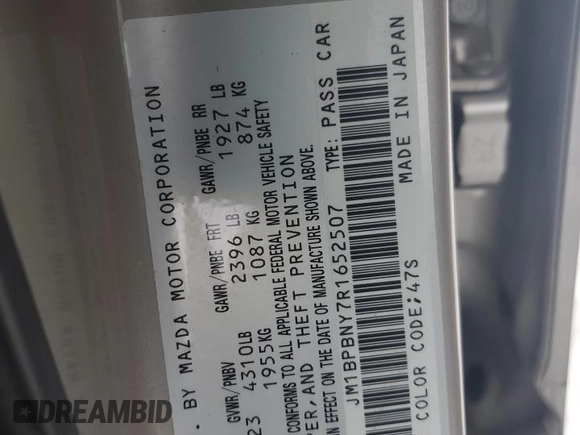 . BY MAZDA MOTOR CORPORATION
GVWR/PNBV GAWR/PNBE FRT GAWR/PNBE RR
23 4310LB 2396 LB 1927 LB
1955KG 1087 KG 874 KG
CONFORMS TO ALL APPLICABLE FEDERAL MOTOR VEHICLE SAFETY
PER, AND THEFT PREVENTION
IN EFFECT ON THE DATE OF MANUFACTURE SHOWN ABOVE.
JM1BPBNY7R1652507 TYPE: PASS CAR
COLOR CODE;47S MADE IN JAPAN
DREAMBID